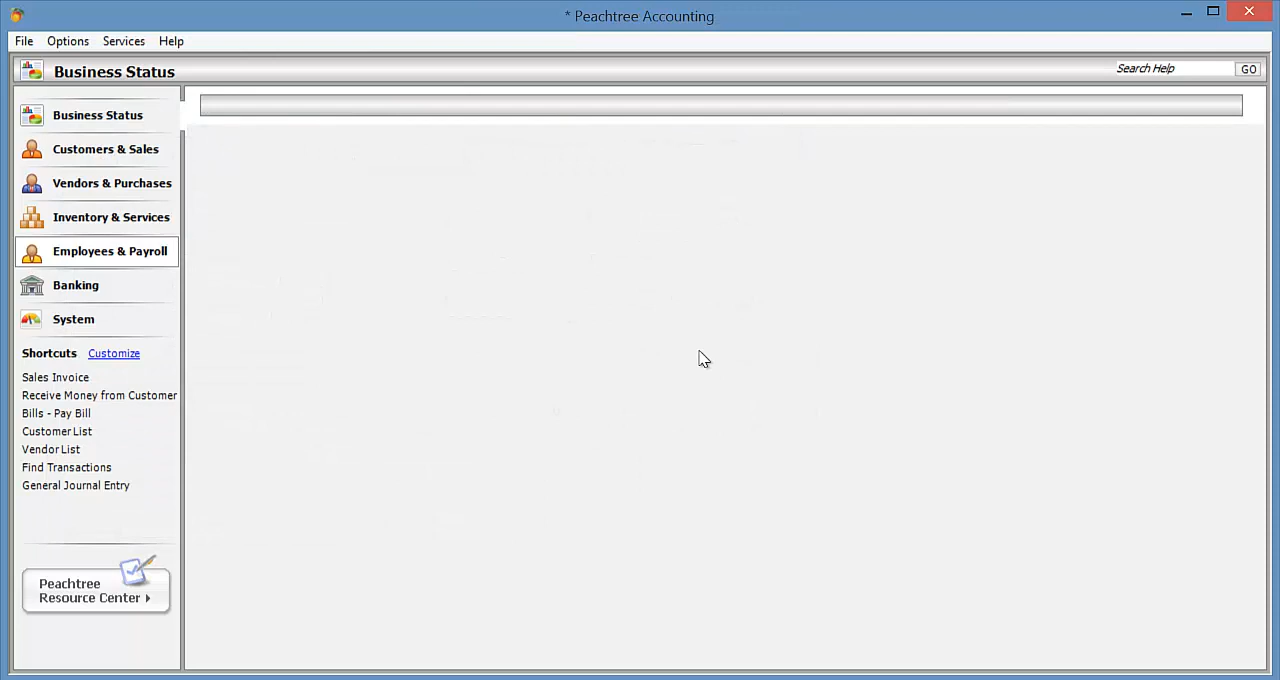 * Peachtree Accounting
File Options Services Help
Business Status
Search Help GO
Business Status
Customers & Sales
Vendors & Purchases
Inventory & Services
Employees & Payroll
Banking
System
Shortcuts Customize
Sales Invoice
Receive Money from Customer
Bills - Pay Bill
Customer List
Vendor List
Find Transactions
General Journal Entry
Peachtree
Resource Center